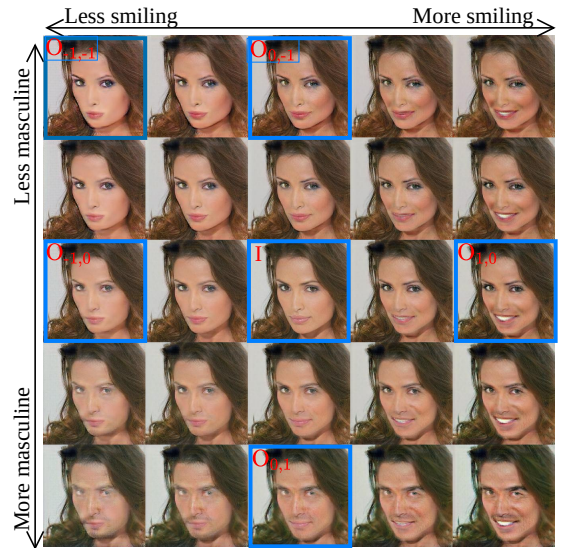 Less smiling More smiling
Less masculine
More masculine
O-1,-1 O0,-1
O-1,0 I O1,0
O0,1